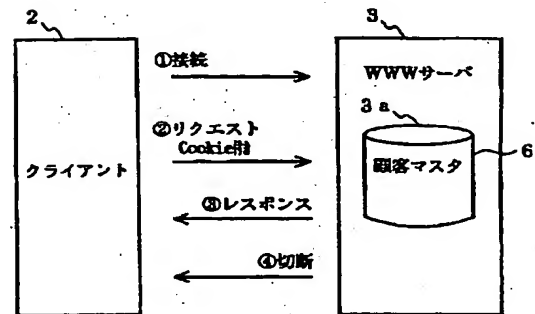 2
3
①接続
WWWサーバ
3a
②リクエスト
Cookie付
顧客マスタ
6
クライアント
③レスポンス
④切断